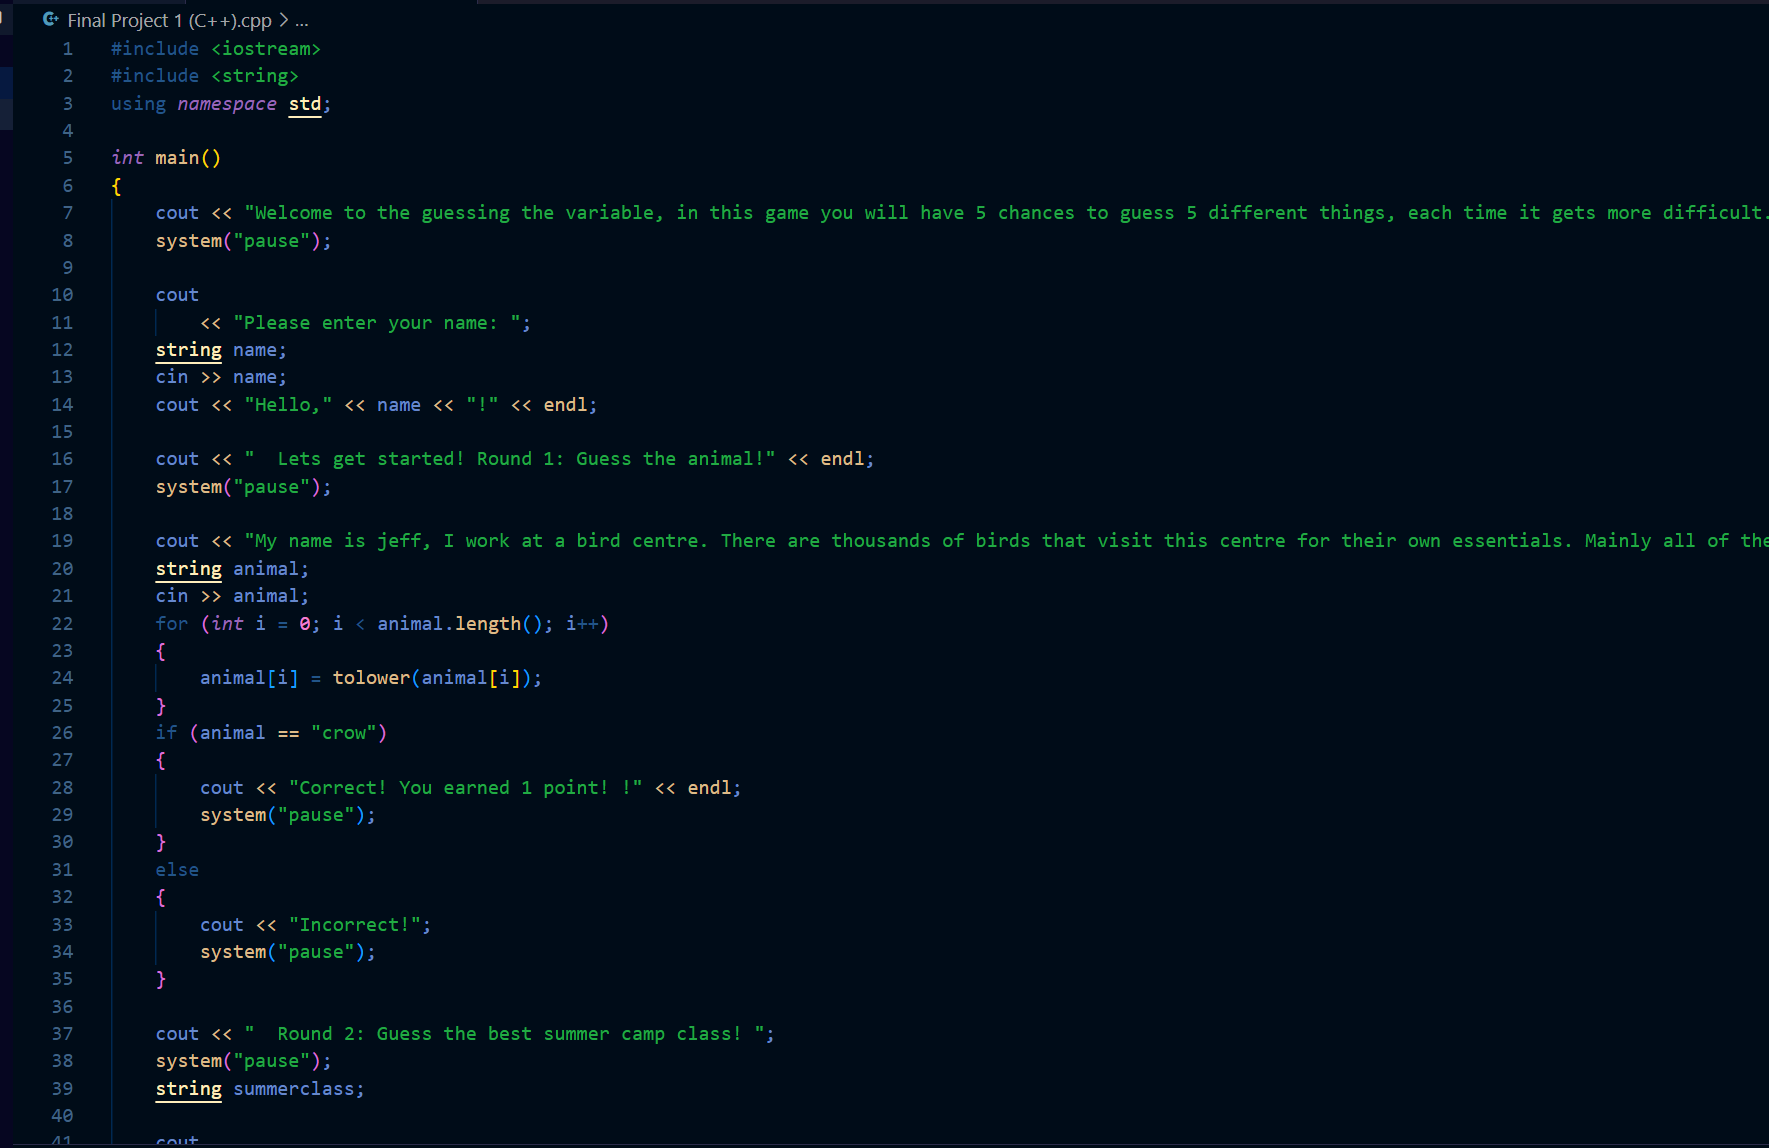 Final Project 1 (C++).cpp > ...
1 #include <iostream>
2 #include <string>
3 using namespace std;
4
5 int main()
6 {
7     cout << "Welcome to the guessing the variable, in this game you will have 5 chances to guess 5 different things, each time it gets more difficult.
8     system("pause");
9
10     cout
11         << "Please enter your name: ";
12     string name;
13     cin >> name;
14     cout << "Hello," << name << "!" << endl;
15
16     cout << "  Lets get started! Round 1: Guess the animal!" << endl;
17     system("pause");
18
19     cout << "My name is jeff, I work at a bird centre. There are thousands of birds that visit this centre for their own essentials. Mainly all of the
20     string animal;
21     cin >> animal;
22     for (int i = 0; i < animal.length(); i++)
23     {
24         animal[i] = tolower(animal[i]);
25     }
26     if (animal == "crow")
27     {
28         cout << "Correct! You earned 1 point! !" << endl;
29         system("pause");
30     }
31     else
32     {
33         cout << "Incorrect!";
34         system("pause");
35     }
36
37     cout << "  Round 2: Guess the best summer camp class! ";
38     system("pause");
39     string summerclass;
40
41     cout